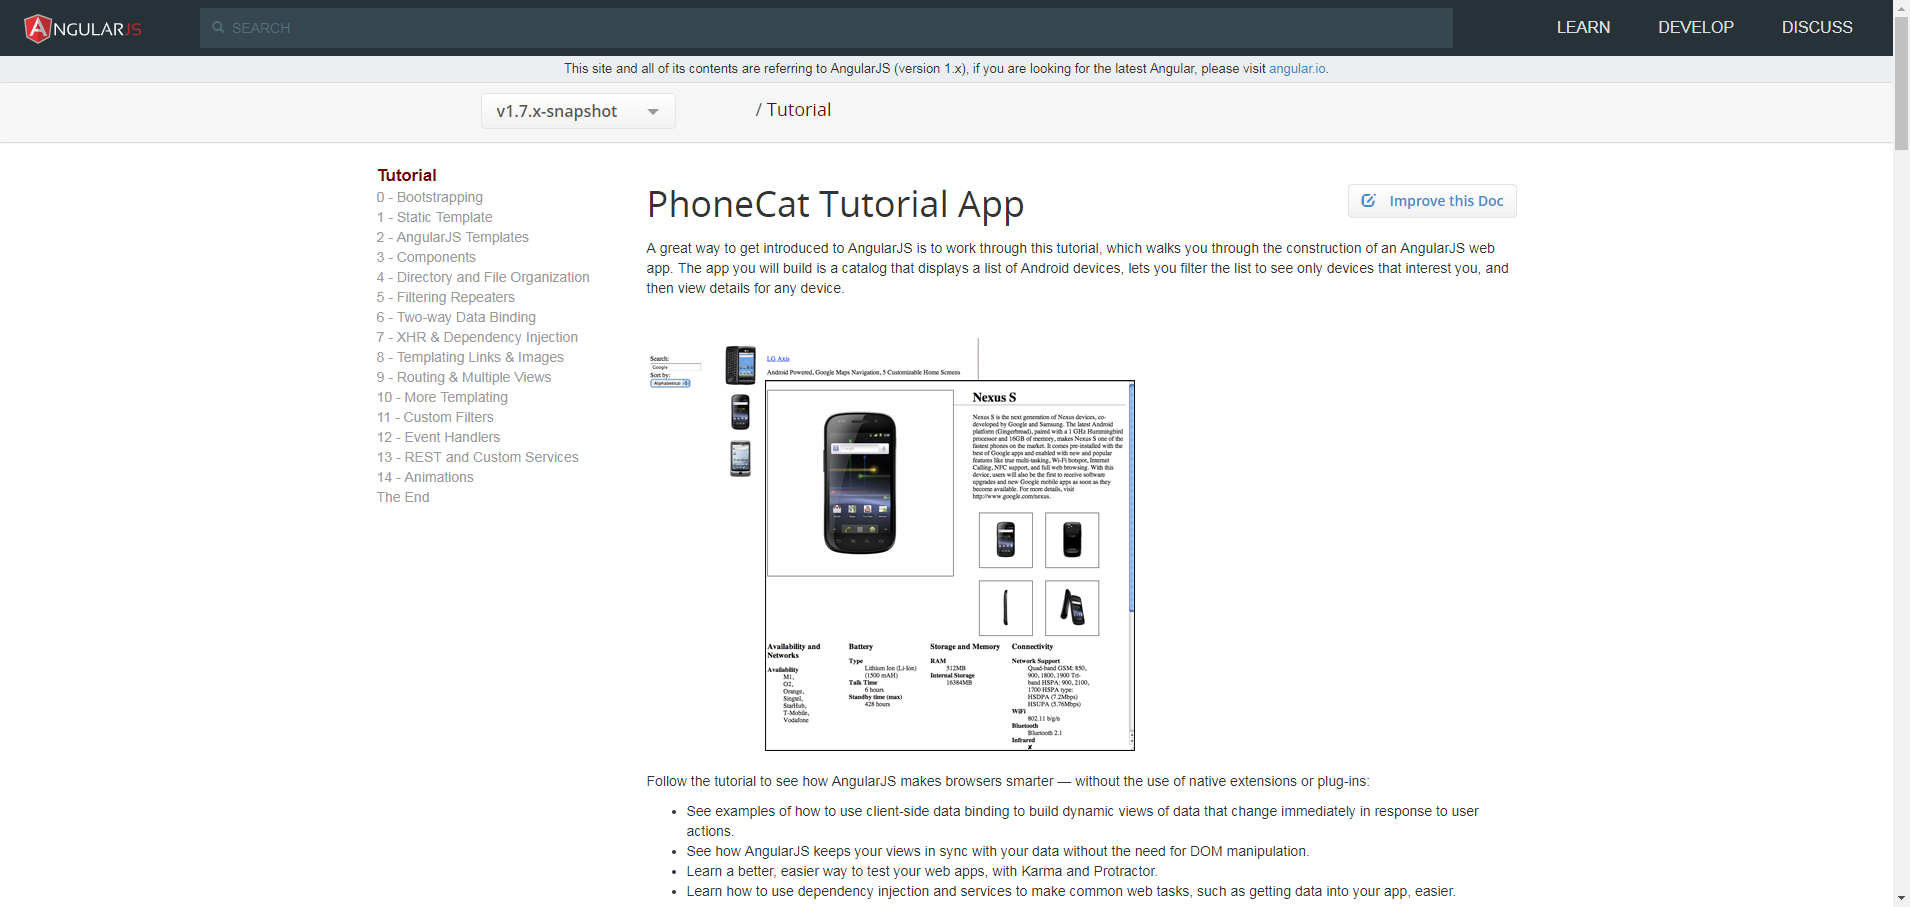 ANGULARJS
SEARCH
LEARN
DEVELOP
DISCUSS
This site and all of its contents are referring to AngularJS (version 1.x), if you are looking for the latest Angular, please visit angular.io.
v1.7.x-snapshot
/ Tutorial
Tutorial
0 - Bootstrapping
1 - Static Template
2 - AngularJS Templates
3 - Components
4 - Directory and File Organization
5 - Filtering Repeaters
6 - Two-way Data Binding
7 - XHR & Dependency Injection
8 - Templating Links & Images
9 - Routing & Multiple Views
10 - More Templating
11 - Custom Filters
12 - Event Handlers
13 - REST and Custom Services
14 - Animations
The End
PhoneCat Tutorial App
Improve this Doc
A great way to get introduced to AngularJS is to work through this tutorial, which walks you through the construction of an AngularJS web
app. The app you will build is a catalog that displays a list of Android devices, lets you filter the list to see only devices that interest you, and
then view details for any device.
Search:
Google
Sort by:
Alphabetical
LG Axis
Android Powered, Google Maps Navigation, 5 Customizable Home Screens
Nexus S
Nexus S is the next generation of Nexus devices, co-
developed by Google and Samsung. The latest Android
platform (Gingerbread), paired with a 1 GHz Hummingbird
processor and 16GB of memory, makes Nexus S one of the
fastest phones on the market. It comes pre-installed with the
best of Google apps and enabled with new and popular
features like true multi-tasking, Wi-Fi hotspot, Internet
Calling, NFC support, and full web browsing. With this
device, users will also be the first to receive software
upgrades and new Google mobile apps as soon as they
become available. For more details, visit
http://www.google.com/nexus.
Availability and
Networks
Availability
M1,
O2,
Orange,
Singtel,
StarHub,
T-Mobile,
Vodafone
Battery
Type
Lithium Ion (Li-Ion)
(1500 mAH)
Talk Time
6 hours
Standby time (max)
428 hours
Storage and Memory
RAM
512MB
Internal Storage
16384MB
Connectivity
Network Support
Quad-band GSM: 850,
900, 1800, 1900 Tri-
band HSPA: 900, 2100,
1700 HSPA type:
HSDPA (7.2Mbps)
HSUPA (5.76Mbps)
WiFi
802.11 b/g/n
Bluetooth
Bluetooth 2.1
Infrared
✘
Follow the tutorial to see how AngularJS makes browsers smarter — without the use of native extensions or plug-ins:
• See examples of how to use client-side data binding to build dynamic views of data that change immediately in response to user
actions.
• See how AngularJS keeps your views in sync with your data without the need for DOM manipulation.
• Learn a better, easier way to test your web apps, with Karma and Protractor.
• Learn how to use dependency injection and services to make common web tasks, such as getting data into your app, easier.